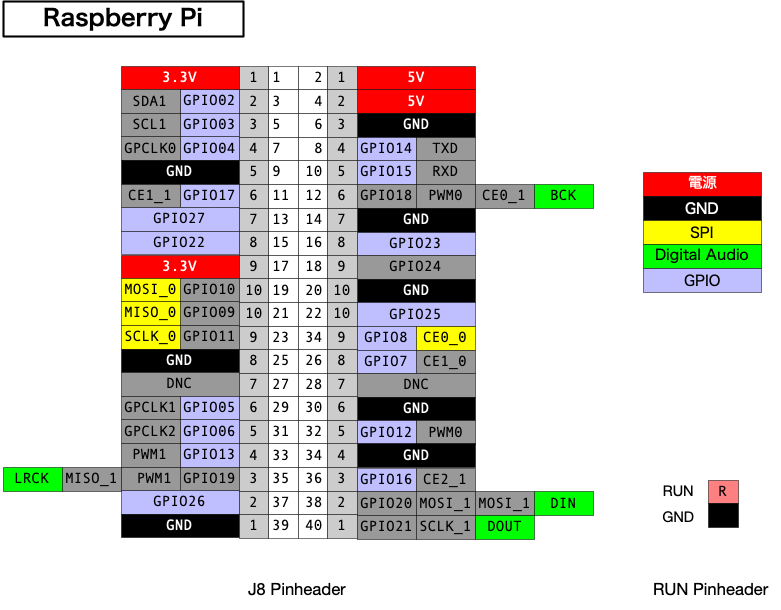 Raspberry Pi
3.3V 1 1 2 1 5V
SDA1 GPIO02 2 3 4 2 5V
SCL1 GPIO03 3 5 6 3 GND
GPCLK0 GPIO04 4 7 8 4 GPIO14 TXD
GND 5 9 10 5 GPIO15 RXD
CE1_1 GPIO17 6 11 12 6 GPIO18 PWM0 CE0_1 BCK
GPIO27 7 13 14 7 GND
GPIO22 8 15 16 8 GPIO23
3.3V 9 17 18 9 GPIO24
MOSI_0 GPIO10 10 19 20 10 GND
MISO_0 GPIO09 10 21 22 10 GPIO25
SCLK_0 GPIO11 9 23 34 9 GPIO8 CE0_0
GND 8 25 26 8 GPIO7 CE1_0
DNC 7 27 28 7 DNC
GPCLK1 GPIO05 6 29 30 6 GND
GPCLK2 GPIO06 5 31 32 5 GPIO12 PWM0
PWM1 GPIO13 4 33 34 4 GND
LRCK MISO_1 PWM1 GPIO19 3 35 36 3 GPIO16 CE2_1
GPIO26 2 37 38 2 GPIO20 MOSI_1 MOSI_1 DIN
GND 1 39 40 1 GPIO21 SCLK_1 DOUT
J8 Pinheader
電源
GND
SPI
Digital Audio
GPIO
RUN R
GND
RUN Pinheader